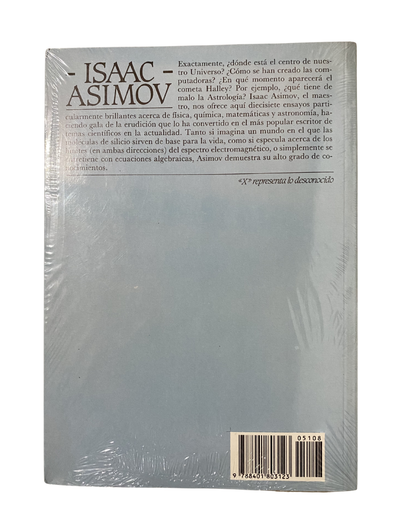 - ISAAC -
ASIMOV
Exactamente, ¿dónde está el centro de nues-
tro Universo? ¿Cómo se han creado las com-
putadoras? ¿En qué momento aparecerá el
cometa Halley? Por ejemplo, ¿qué tiene de
malo la Astrología? Isaac Asimov, el maes-
tro, nos ofrece aquí diecisiete ensayos parti-
cularmente brillantes acerca de física, química, matemáticas y astronomía, ha-
ciendo gala de la erudición que lo ha convertido en el más popular escritor de
temas científicos en la actualidad. Tanto si imagina un mundo en el que las
moléculas de silicio sirven de base para la vida, como si especula acerca de los
límites (en ambas direcciones) del espectro electromagnético, o simplemente se
entretiene con ecuaciones algebraicas, Asimov demuestra su alto grado de co-
nocimientos.
«X» representa lo desconocido
05108
9 788401 803123